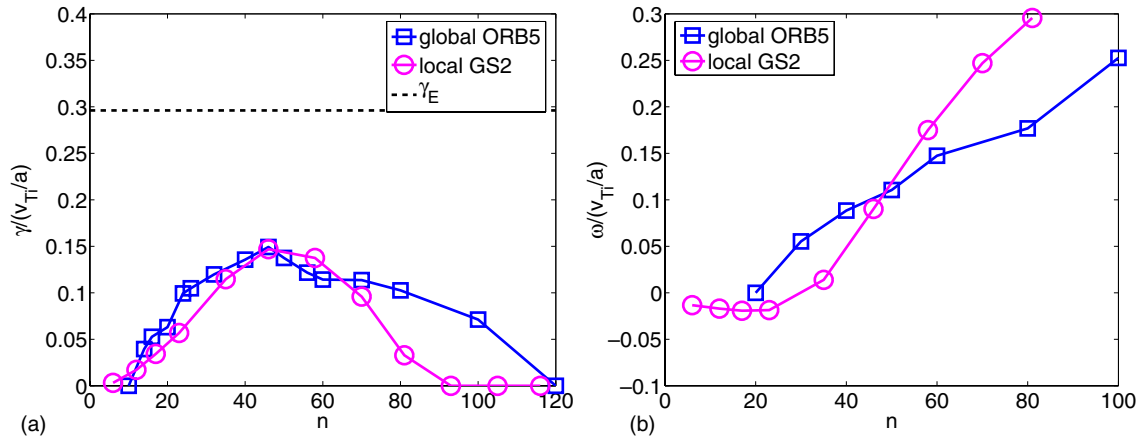 0.4
0.35
0.3
0.25
0.2
0.15
0.1
0.05
0
γ/(v_Ti/a)
global ORB5
local GS2
γ_E
0 20 40 60 80 100 120
n
(a)
0.3
0.25
0.2
0.15
0.1
0.05
0
−0.05
−0.1
ω/(v_Ti/a)
global ORB5
local GS2
0 20 40 60 80 100
n
(b)